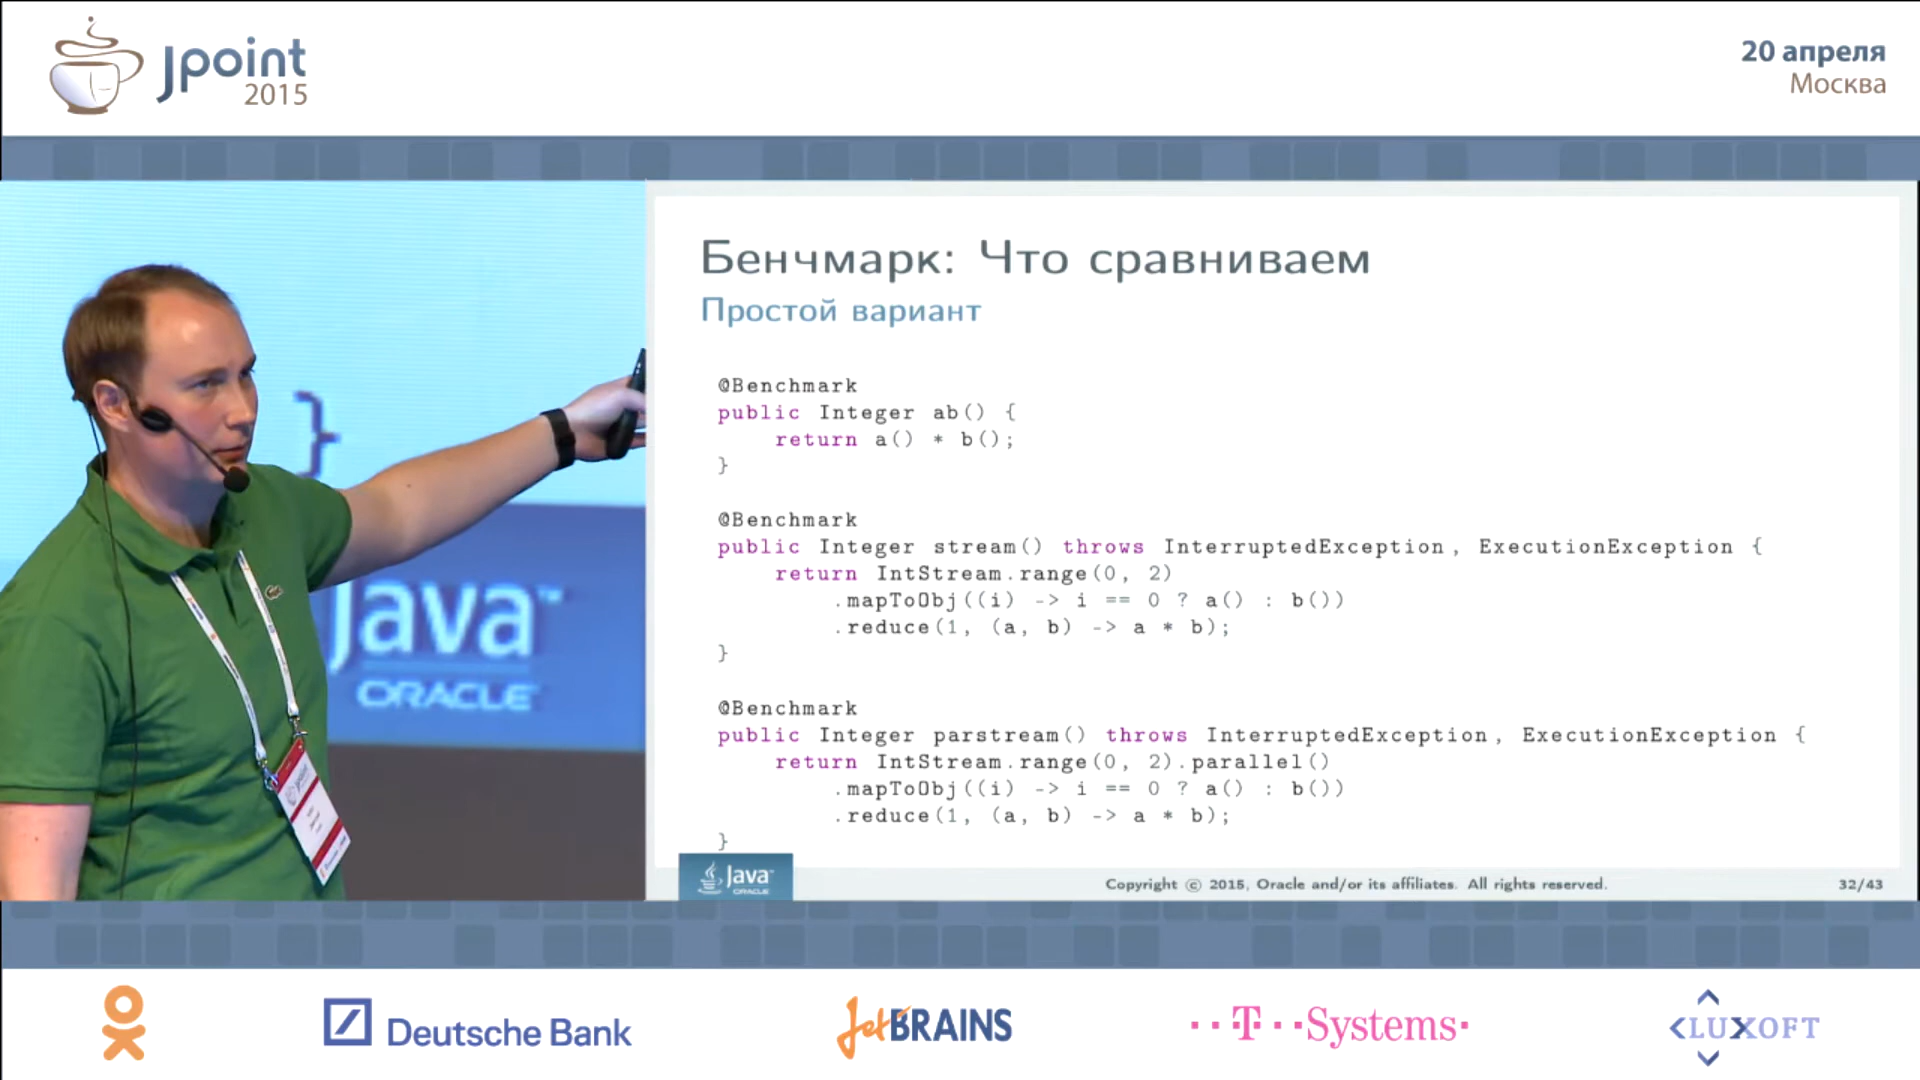 Jpoint
2015
20 апреля
Москва
}
Java™
ORACLE
Бенчмарк: Что сравниваем
Простой вариант
@Benchmark
public Integer ab() {
return a() * b();
}
@Benchmark
public Integer stream() throws InterruptedException, ExecutionException {
return IntStream.range(0, 2)
.mapToObj((i) -> i == 0 ? a() : b())
.reduce(1, (a, b) -> a * b);
}
@Benchmark
public Integer parstream() throws InterruptedException, ExecutionException {
return IntStream.range(0, 2).parallel()
.mapToObj((i) -> i == 0 ? a() : b())
.reduce(1, (a, b) -> a * b);
}
Java
ORACLE
Copyright © 2015, Oracle and/or its affiliates. All rights reserved.
32/43
Deutsche Bank
JetBRAINS
··T··Systems·
LUXOFT